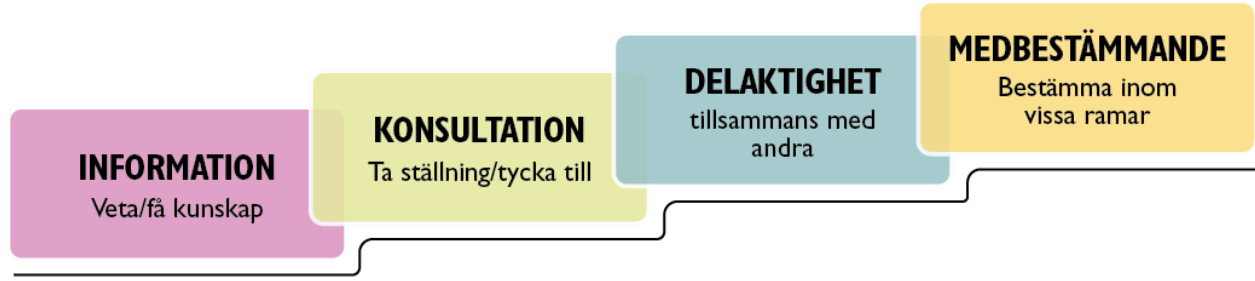 INFORMATION
Veta/få kunskap
KONSULTATION
Ta ställning/tycka till
DELAKTIGHET
tillsammans med
andra
MEDBESTÄMMANDE
Bestämma inom
vissa ramar